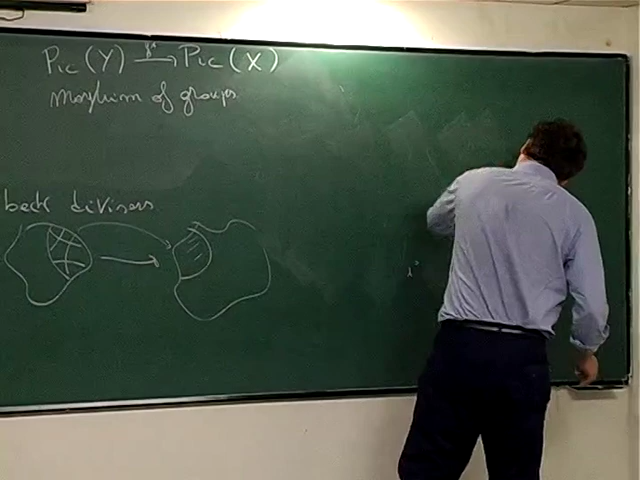 Pic (Y) f* → Pic (X)
Morphism of groups
back divisors